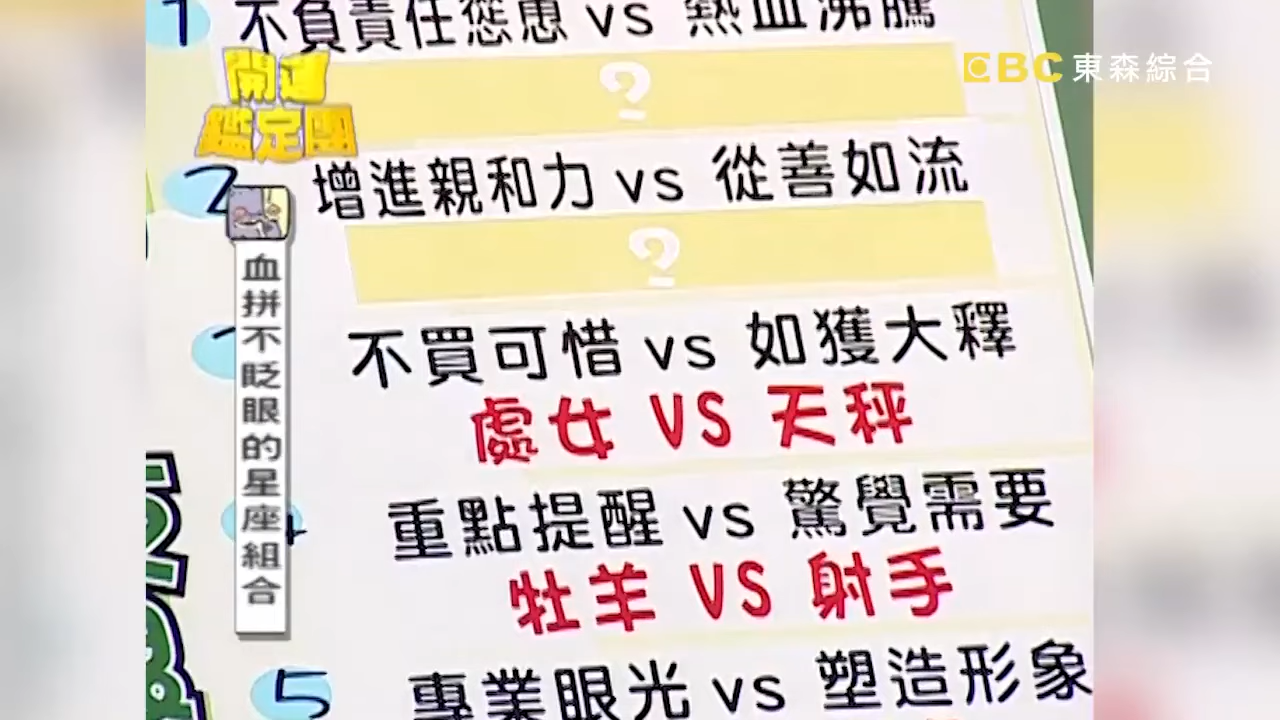 1 不負責任慫恿 vs 熱血沸騰
?
EBC 東森綜合
開運
鑑定團
2 增進親和力 vs 從善如流
?
血拼不眨眼的星座組合
不買可惜 vs 如獲大釋
處女 VS 天秤
4 重點提醒 vs 驚覺需要
牡羊 VS 射手
5 專業眼光 vs 塑造形象